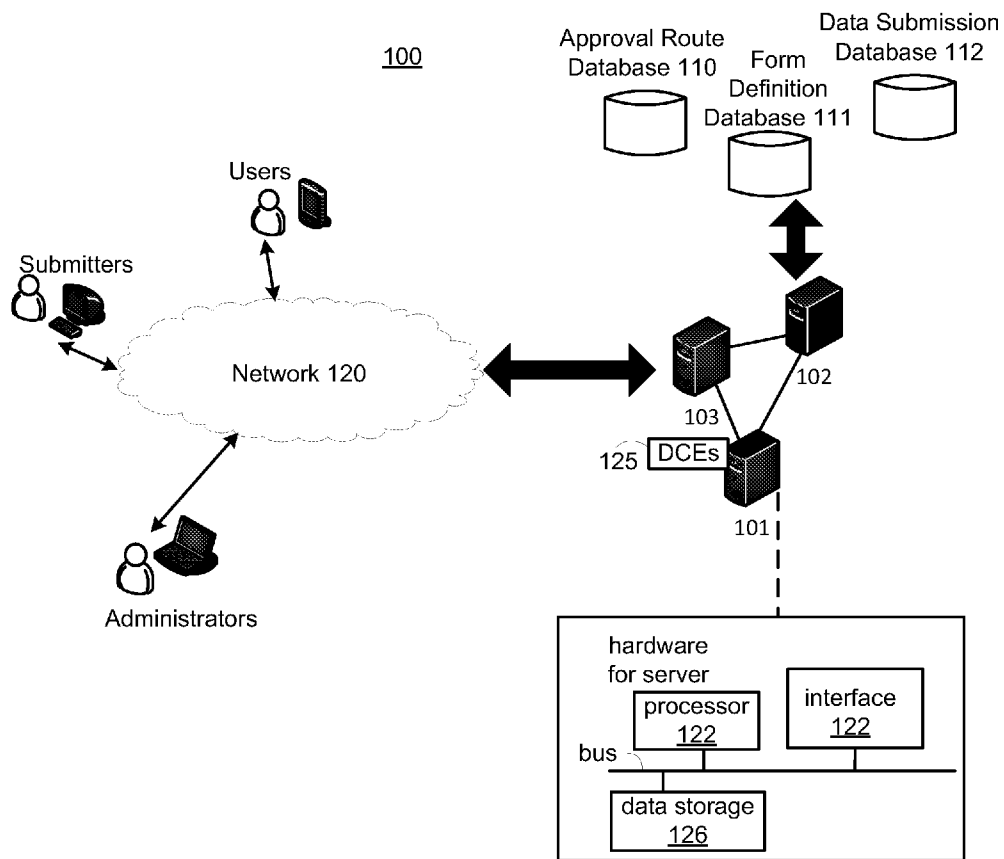 100
Approval Route
Database 110
Form
Definition
Database 111
Data Submission
Database 112
Users
Submitters
Network 120
Administrators
102
103
125
DCEs
101
hardware
for server
processor
122
interface
122
bus
data storage
126